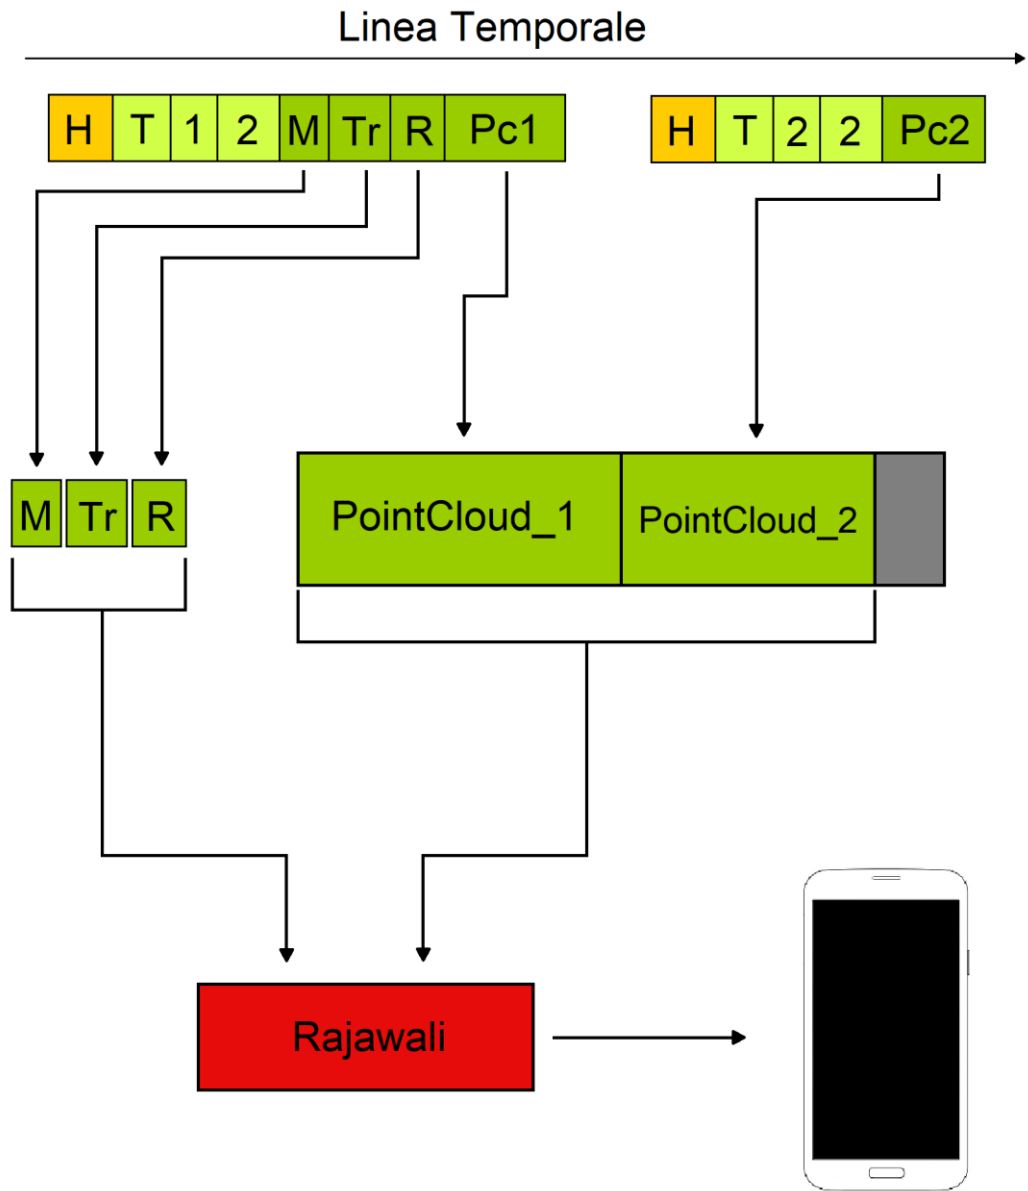 Linea Temporale
H T 1 2 M Tr R Pc1
H T 2 2 Pc2
M Tr R
PointCloud_1
PointCloud_2
Rajawali